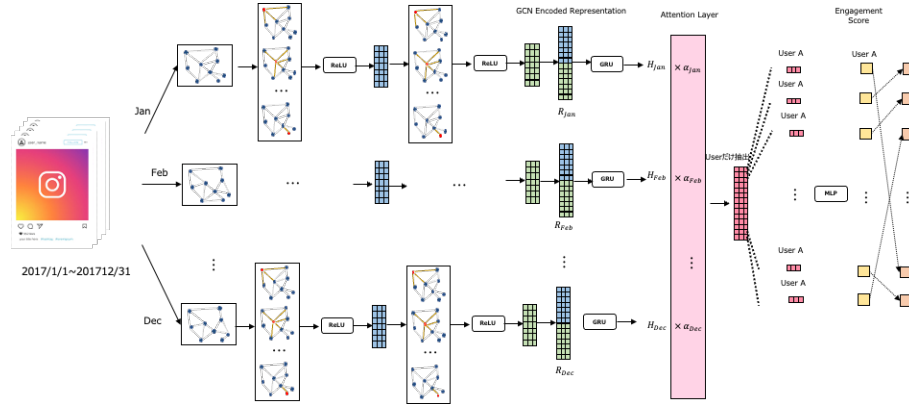 GCN Encoded Representation
Attention Layer
Engagement
Score
Jan
ReLU
ReLU
GRU
R_Jan
H_Jan
× α_jan
User A
User A
User A
User A
Feb
GRU
R_Feb
H_Feb
× α_Feb
Userだけ抽出
MLP
2017/1/1~201712/31
Dec
ReLU
ReLU
GRU
R_Dec
H_Dec
× α_Dec
User A
User A